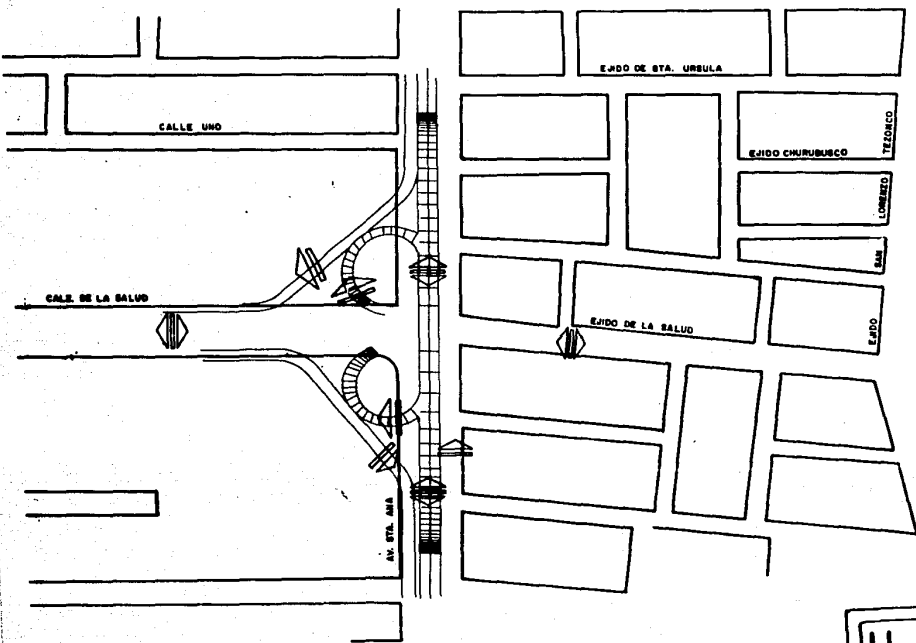 EJIDO DE STA. URSULA
CALLE UNO
EJIDO CHURUBUSCO
TEZONCO
LORENZO
SAN
EJIDO
CALZ. DE LA SALUD
EJIDO DE LA SALUD
AV. STA. ANA